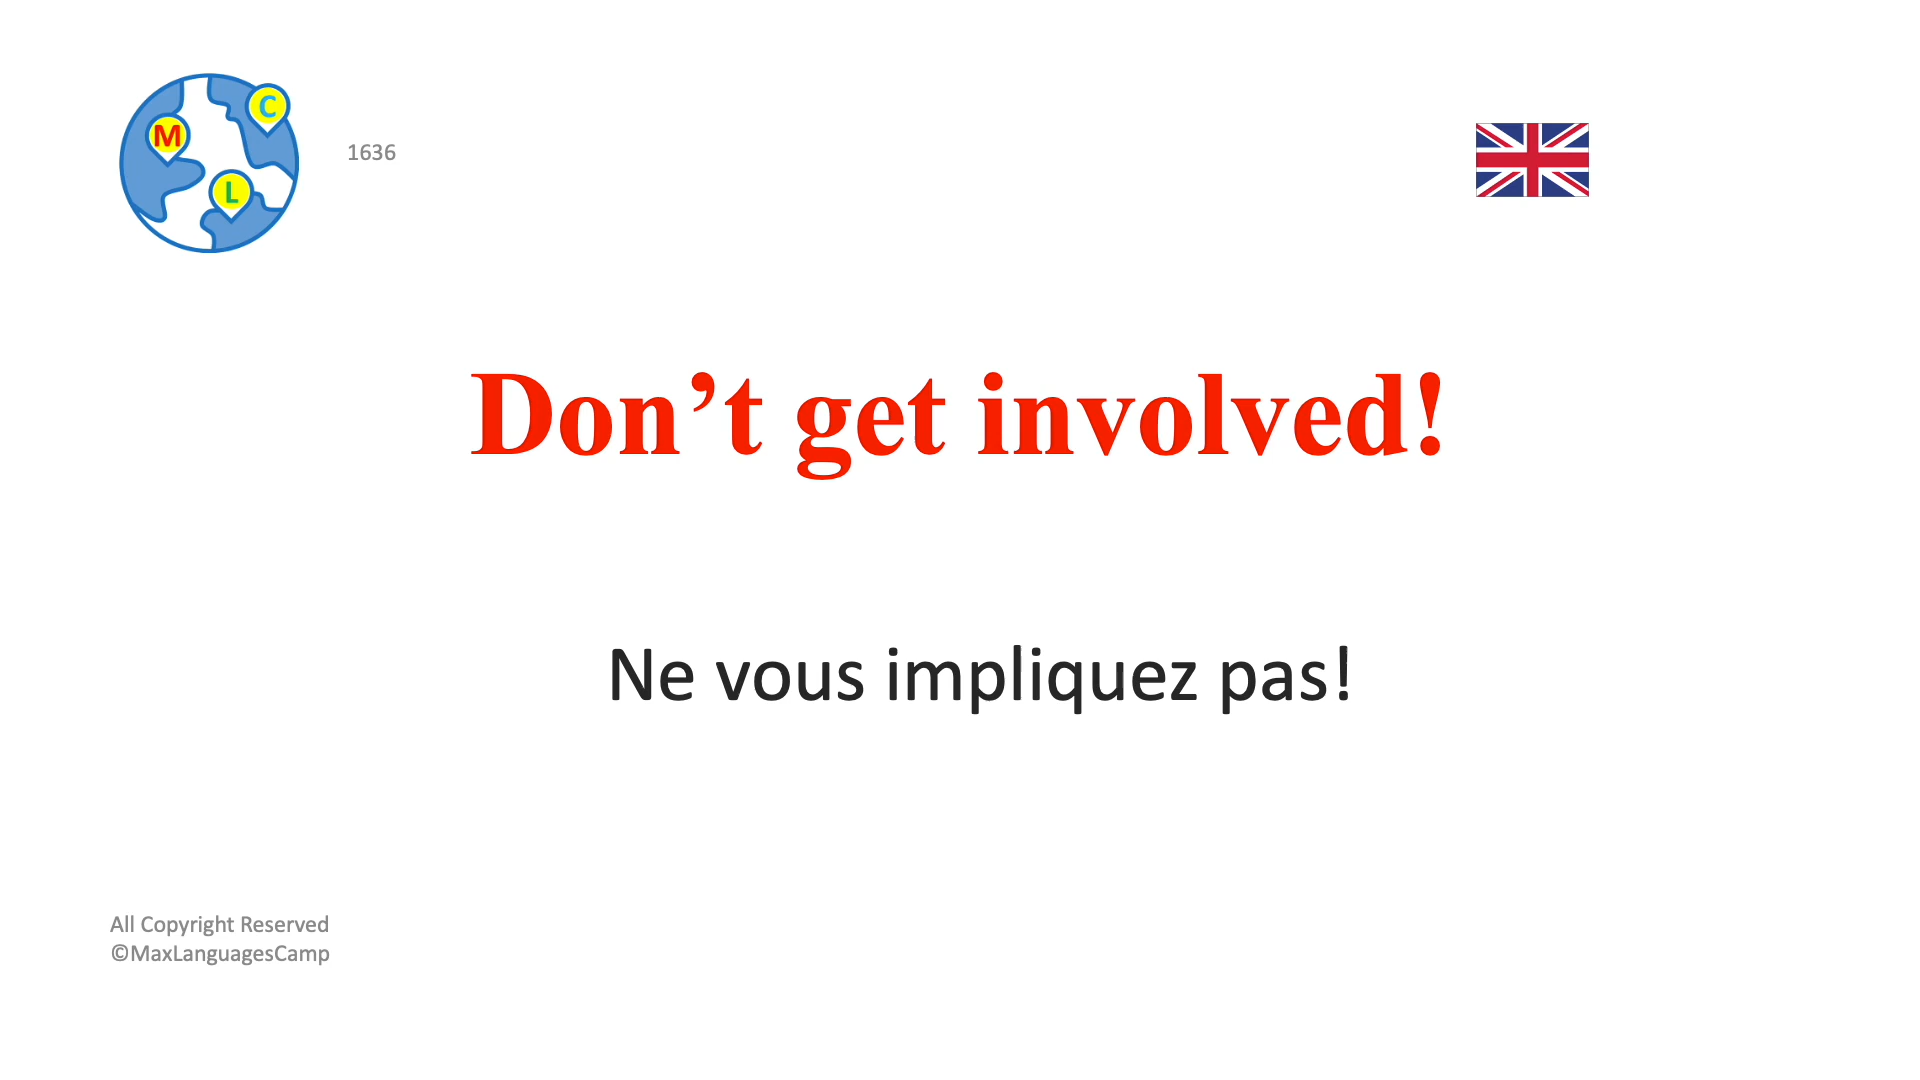 M
C
L
1636
Don’t get involved!
Ne vous impliquez pas!
All Copyright Reserved
©MaxLanguagesCamp